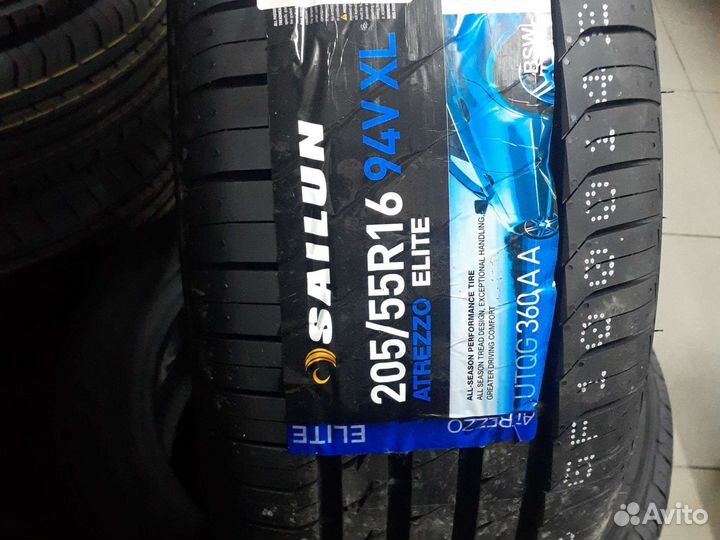 SAILUN
205/55R16 94V XL
ATREZZO ELITE
BSW
ALL-SEASON PERFORMANCE TIRE
ALL SEASON TREAD DESIGN, EXCEPTIONAL HANDLING,
GREATER DRIVING COMFORT
UTQG 360 A A
ELITE
ATREZZO
Avito